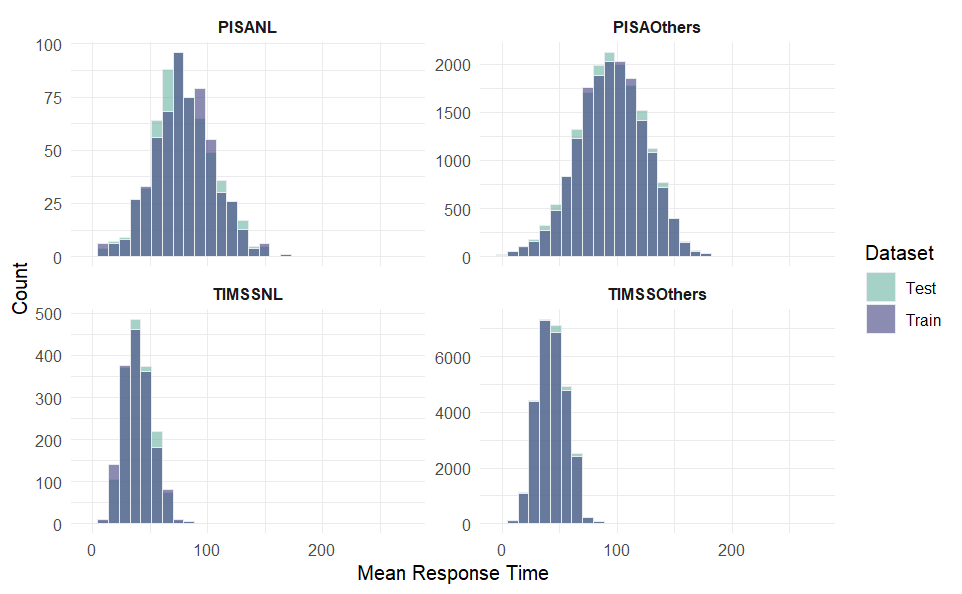 PISANL
PISAOthers
100
75
50
25
0
2000
1500
1000
500
0
TIMSSNL
TIMSSOthers
500
400
300
200
100
0
6000
4000
2000
0
0 100 200
0 100 200
Count
Mean Response Time
Dataset
Test
Train